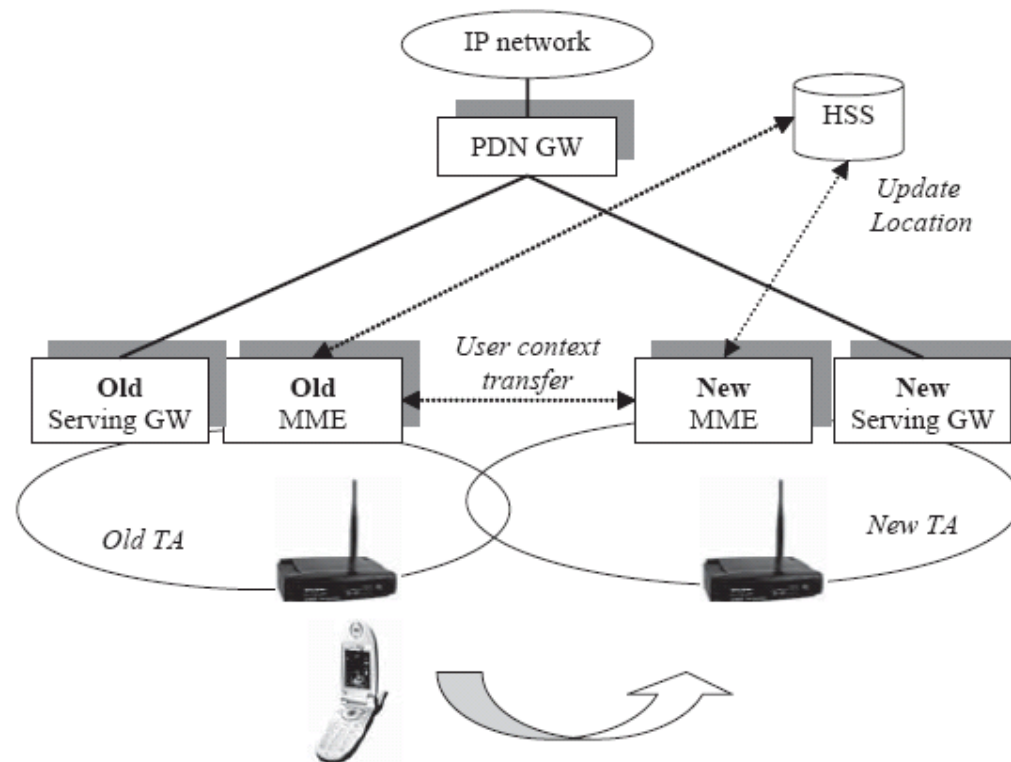 IP network
PDN GW
HSS
Update
Location
User context
transfer
Old
Serving GW
Old
MME
New
MME
New
Serving GW
Old TA
New TA